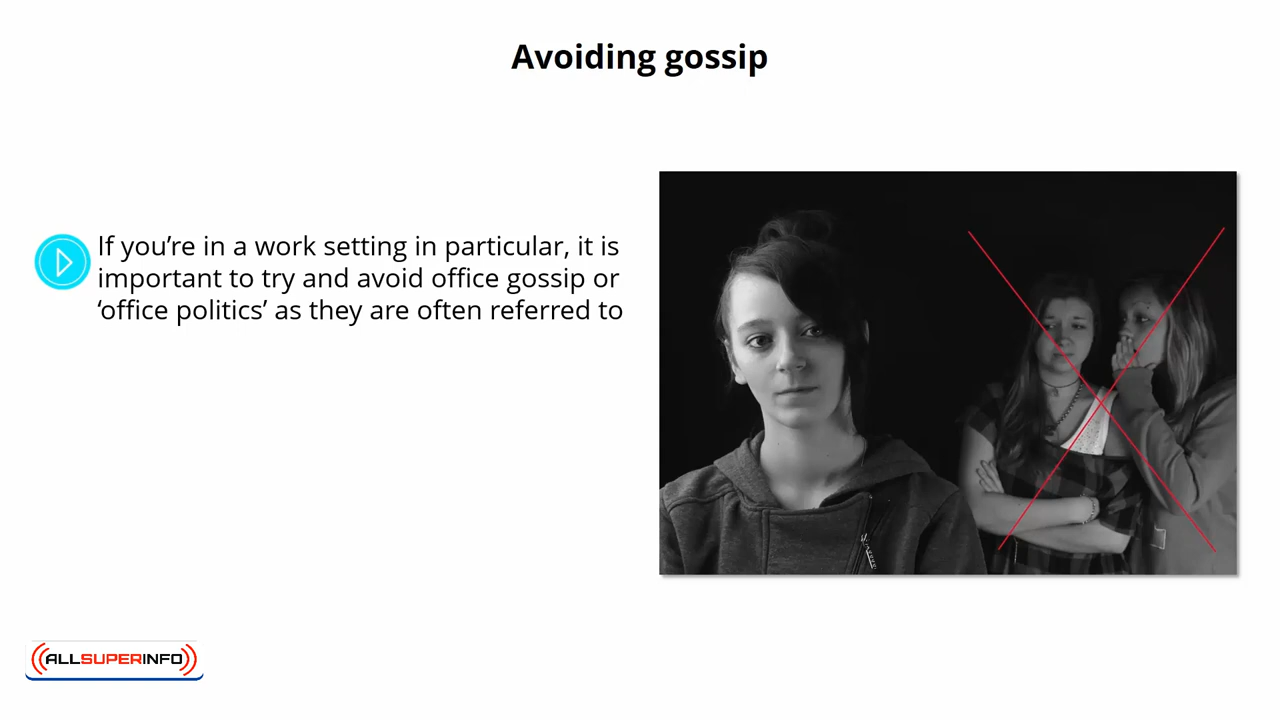 Avoiding gossip
If you’re in a work setting in particular, it is
important to try and avoid office gossip or
‘office politics’ as they are often referred to
ALLSUPERINFO